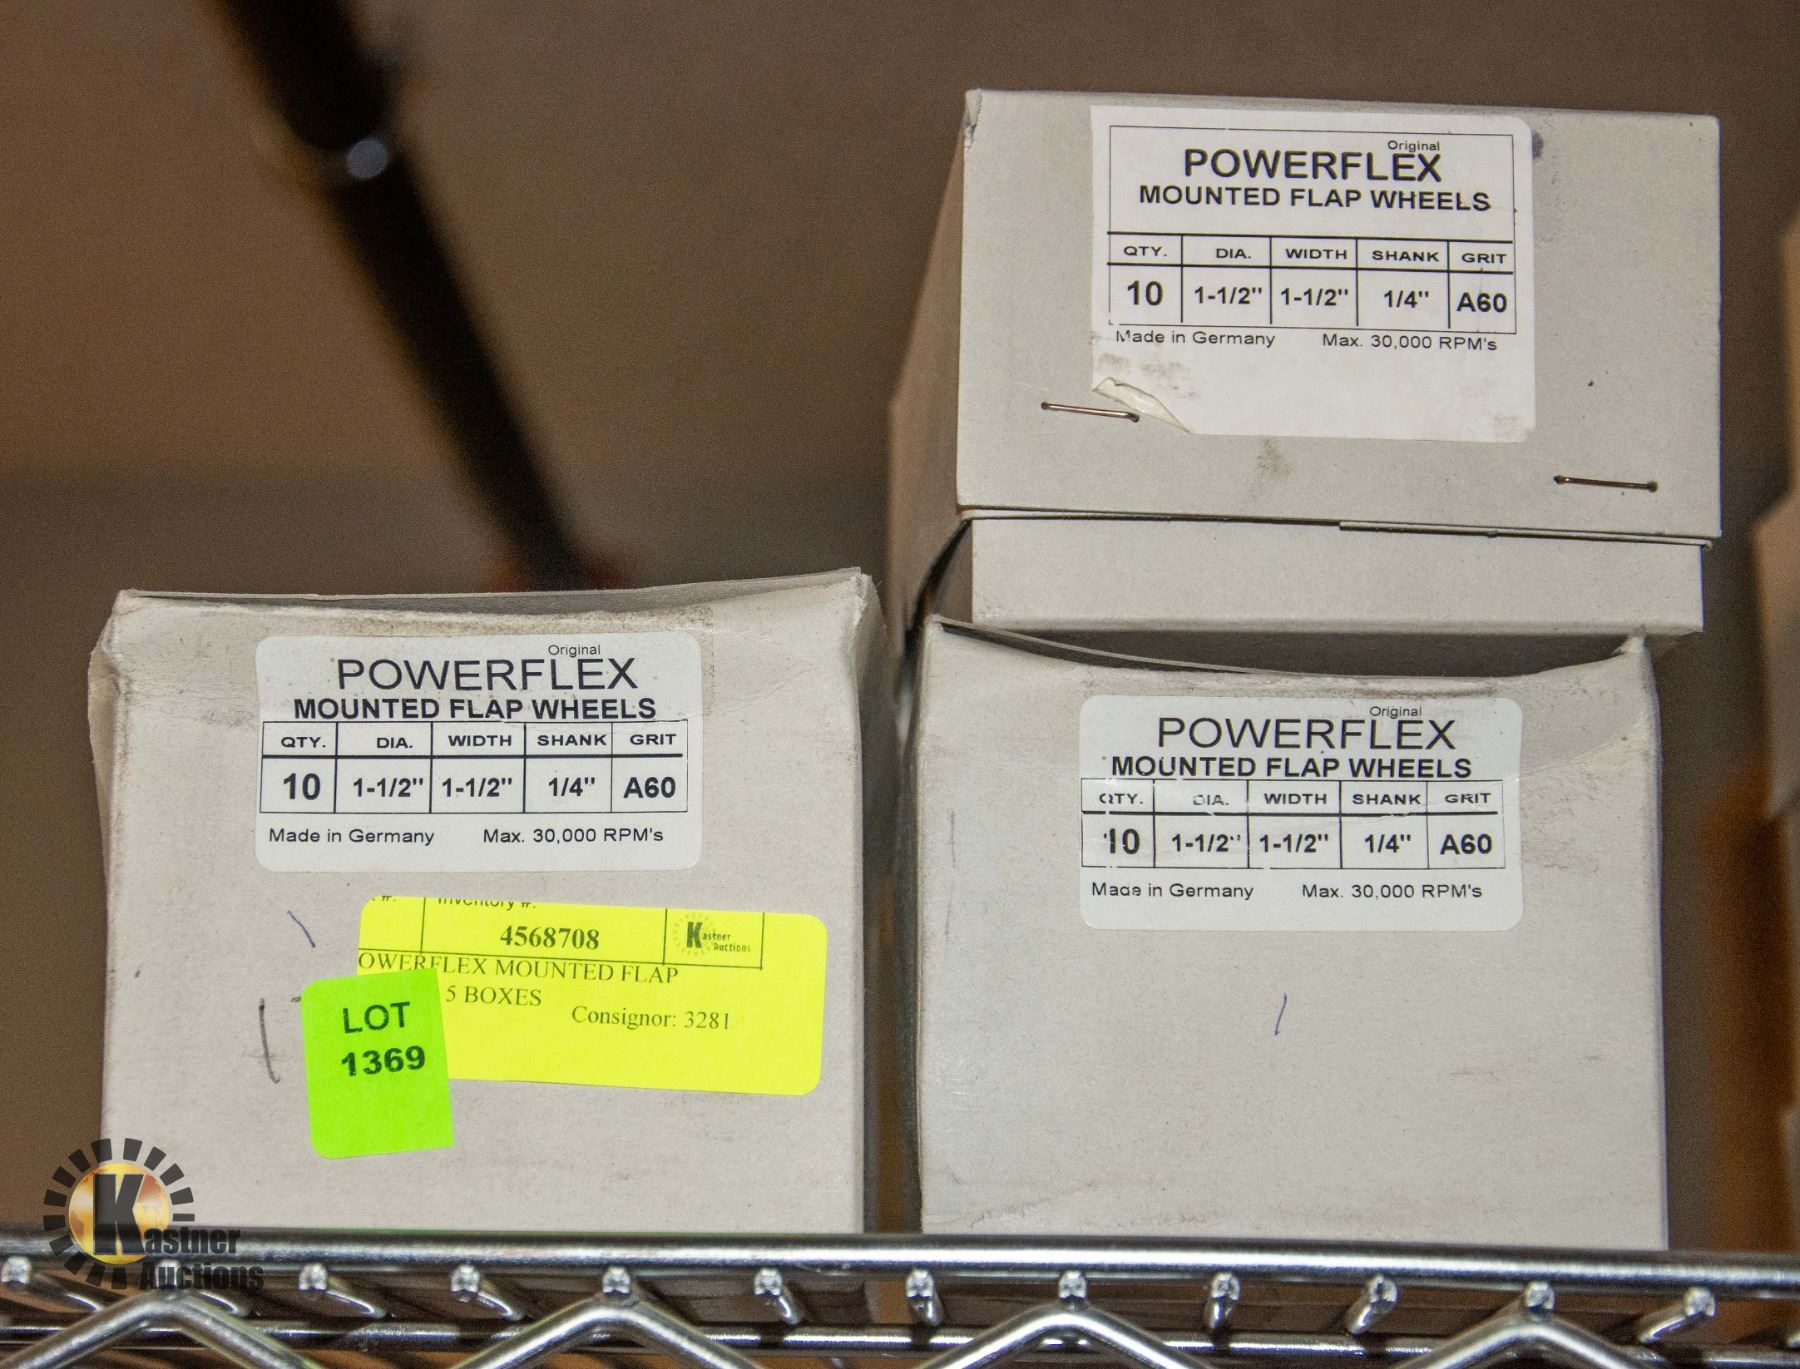 Original
POWERFLEX
MOUNTED FLAP WHEELS
QTY. DIA. WIDTH SHANK GRIT
10 1-1/2" 1-1/2" 1/4" A60
Made in Germany Max. 30,000 RPM's
Original
POWERFLEX
MOUNTED FLAP WHEELS
QTY. DIA. WIDTH SHANK GRIT
10 1-1/2" 1-1/2" 1/4" A60
Made in Germany Max. 30,000 RPM's
Inventory #:
4568708
Kastner
Auctions
OWERFLEX MOUNTED FLAP
5 BOXES
Consignor: 3281
LOT
1369
Original
POWERFLEX
MOUNTED FLAP WHEELS
QTY. DIA. WIDTH SHANK GRIT
10 1-1/2" 1-1/2" 1/4" A60
Made in Germany Max. 30,000 RPM's
Kastner
Auctions